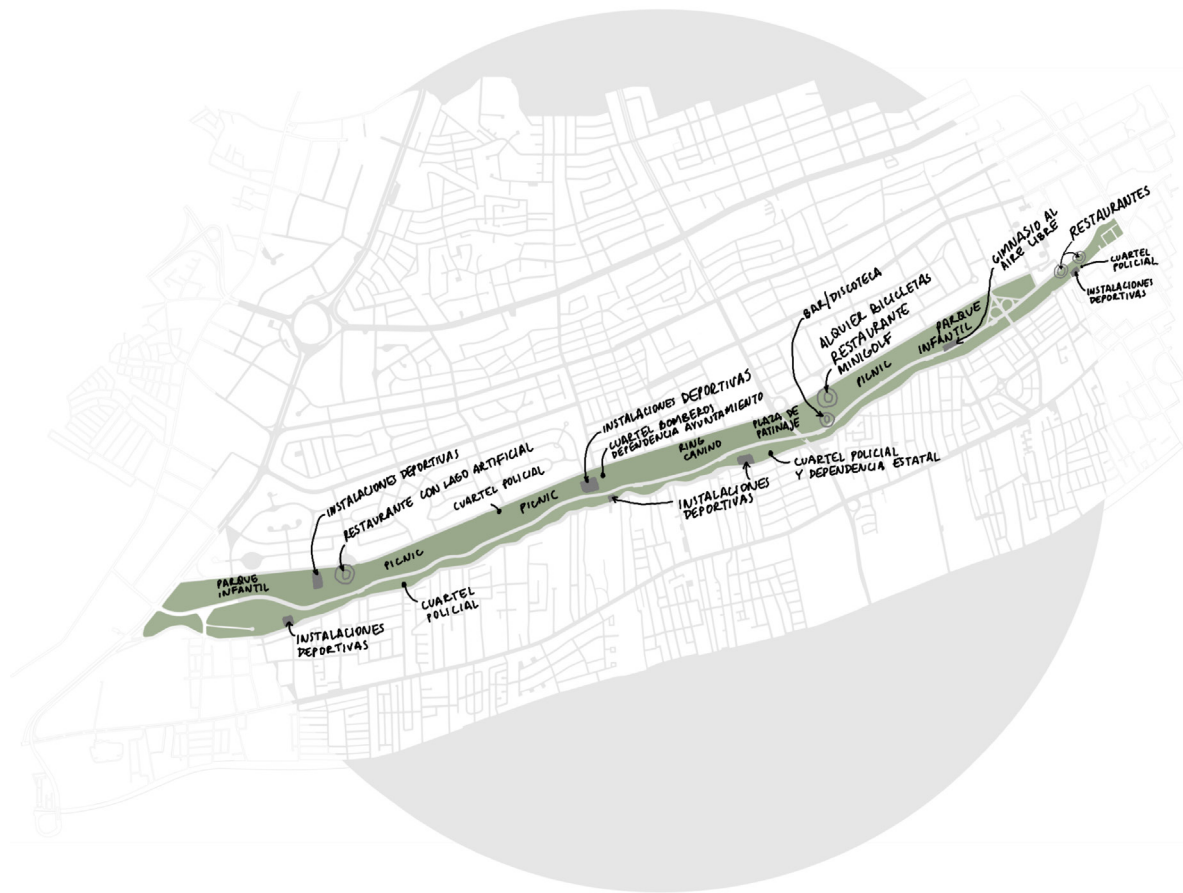 RESTAURANTES
GIMNASIO AL
AIRE LIBRE
CUARTEL
POLICIAL
INSTALACIONES
DEPORTIVAS
BAR/DISCOTECA
ALQUIER BICICLETAS
RESTAURANTE
MINIGOLF
PARQUE
INFANTIL
PICNIC
INSTALACIONES DEPORTIVAS
CUARTEL BOMBEROS
DEPENDENCIA AYUNTAMIENTO
PLAZA DE
PATINAJE
RING
CANINO
CUARTEL POLICIAL
Y DEPENDENCIA ESTATAL
INSTALACIONES
DEPORTIVAS
INSTALACIONES DEPORTIVAS
RESTAURANTE CON LAGO ARTIFICIAL
CUARTEL POLICIAL
PICNIC
PICNIC
PARQUE
INFANTIL
CUARTEL
POLICIAL
INSTALACIONES
DEPORTIVAS